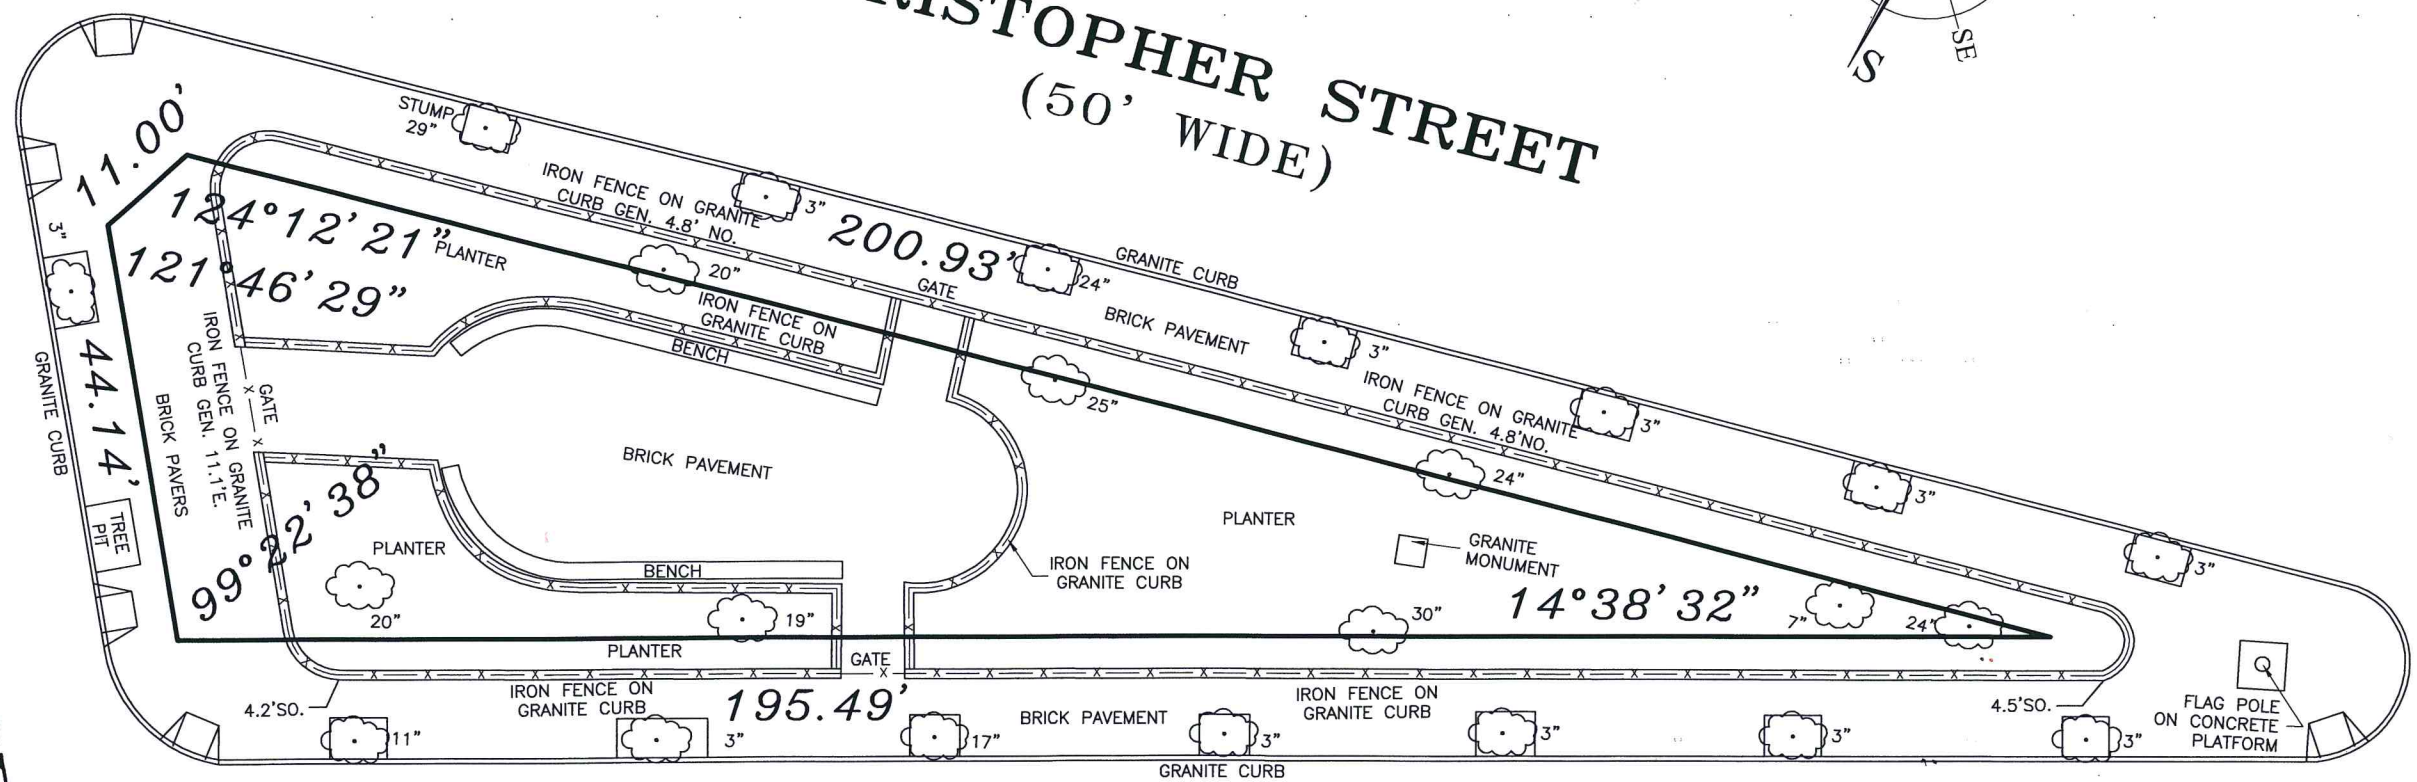 RISTOPHER STREET
(50' WIDE)
S
SE
11.00'
STUMP
29"
IRON FENCE ON GRANITE
CURB GEN. 4.8' NO.
3"
200.93'
24"
GRANITE CURB
124°12'21"
PLANTER
121°46'29"
20"
IRON FENCE ON
GRANITE CURB
BENCH
GATE
BRICK PAVEMENT
3"
3"
IRON FENCE ON GRANITE
CURB GEN. 4.8'NO.
3"
3"
3"
GRANITE CURB
44.14'
BRICK PAVERS
IRON FENCE ON GRANITE
CURB GEN. 11.1'E.
GATE
TREE
PIT
99°22'38"
BRICK PAVEMENT
25"
24"
PLANTER
GRANITE
MONUMENT
IRON FENCE ON
GRANITE CURB
PLANTER
20"
BENCH
19"
30"
14°38'32"
7"
24"
PLANTER
GATE
4.2'SO.
IRON FENCE ON
GRANITE CURB
195.49'
BRICK PAVEMENT
IRON FENCE ON
GRANITE CURB
4.5'SO.
FLAG POLE
ON CONCRETE
PLATFORM
11"
3"
17"
3"
3"
3"
3"
GRANITE CURB